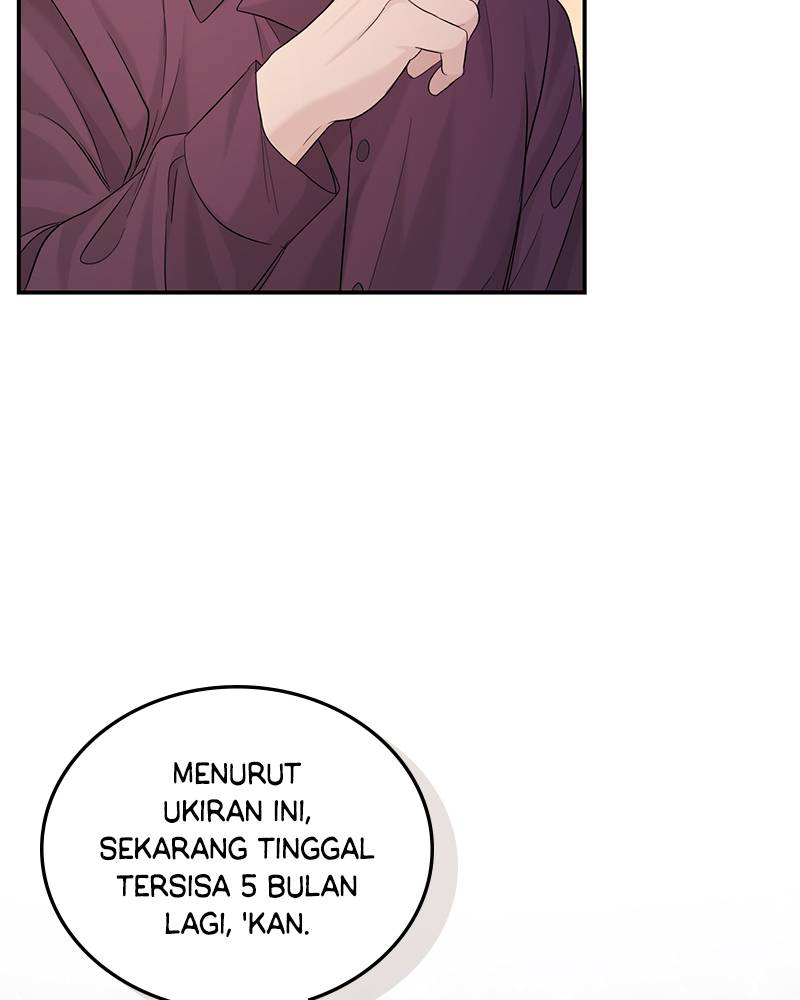 MENURUT
UKIRAN INI,
SEKARANG TINGGAL
TERSISA 5 BULAN
LAGI, 'KAN.